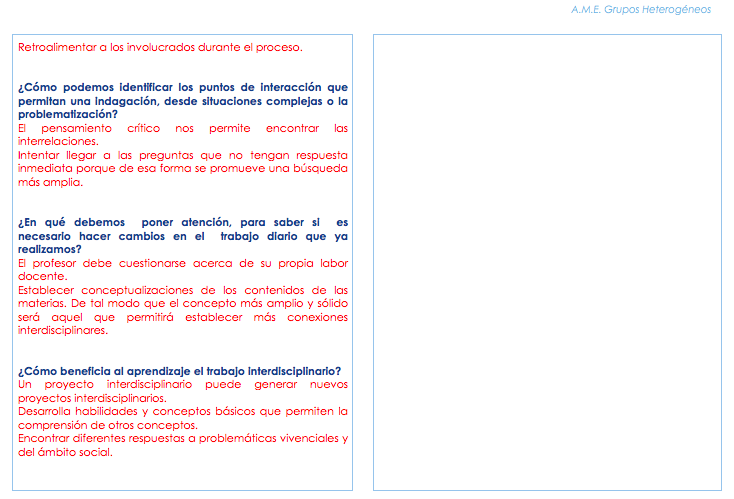 A.M.E. Grupos Heterogéneos
Retroalimentar a los involucrados durante el proceso.
¿Cómo podemos identificar los puntos de interacción que
permitan una indagación, desde situaciones complejas o la
problematización?
El pensamiento crítico nos permite encontrar las
interrelaciones.
Intentar llegar a las preguntas que no tengan respuesta
inmediata porque de esa forma se promueve una búsqueda
más amplia.
¿En qué debemos poner atención, para saber si es
necesario hacer cambios en el trabajo diario que ya
realizamos?
El profesor debe cuestionarse acerca de su propia labor
docente.
Establecer conceptualizaciones de los contenidos de las
materias. De tal modo que el concepto más amplio y sólido
será aquel que permitirá establecer más conexiones
interdisciplinares.
¿Cómo beneficia al aprendizaje el trabajo interdisciplinario?
Un proyecto interdisciplinario puede generar nuevos
proyectos interdisciplinarios.
Desarrolla habilidades y conceptos básicos que permiten la
comprensión de otros conceptos.
Encontrar diferentes respuestas a problemáticas vivenciales y
del ámbito social.